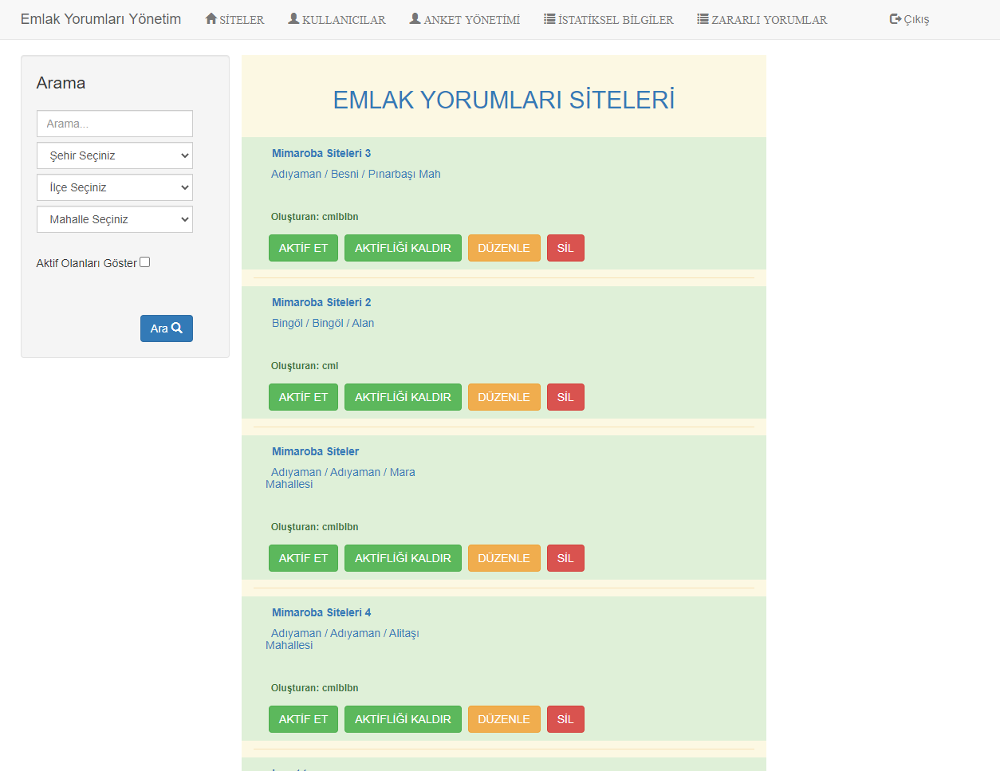 Emlak Yorumları Yönetim SİTELER KULLANICILAR ANKET YÖNETİMİ İSTATİKSEL BİLGİLER ZARARLI YORUMLAR Çıkış
Arama
Arama...
Şehir Seçiniz
İlçe Seçiniz
Mahalle Seçiniz
Aktif Olanları Göster
Ara
EMLAK YORUMLARI SİTELERİ
Mimaroba Siteleri 3
Adıyaman / Besni / Pınarbaşı Mah
Oluşturan: cmlblbn
AKTİF ET AKTİFLİĞİ KALDIR DÜZENLE SİL
Mimaroba Siteleri 2
Bingöl / Bingöl / Alan
Oluşturan: cml
AKTİF ET AKTİFLİĞİ KALDIR DÜZENLE SİL
Mimaroba Siteler
Adıyaman / Adıyaman / Mara
Mahallesi
Oluşturan: cmlblbn
AKTİF ET AKTİFLİĞİ KALDIR DÜZENLE SİL
Mimaroba Siteleri 4
Adıyaman / Adıyaman / Alitaşı
Mahallesi
Oluşturan: cmlblbn
AKTİF ET AKTİFLİĞİ KALDIR DÜZENLE SİL